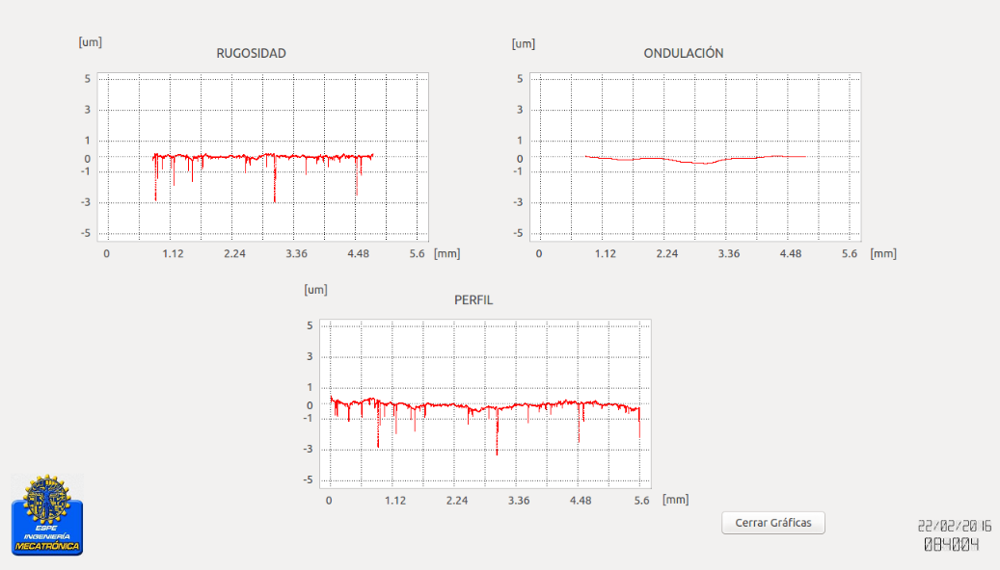 [um]
RUGOSIDAD
5
3
1
0
-1
-3
-5
0 1.12 2.24 3.36 4.48 5.6 [mm]
[um]
ONDULACIÓN
5
3
1
0
-1
-3
-5
0 1.12 2.24 3.36 4.48 5.6 [mm]
[um]
PERFIL
5
3
1
0
-1
-3
-5
0 1.12 2.24 3.36 4.48 5.6 [mm]
Cerrar Gráficas
ESPE
INGENIERÍA
MECATRÓNICA
22/02/2016
084004